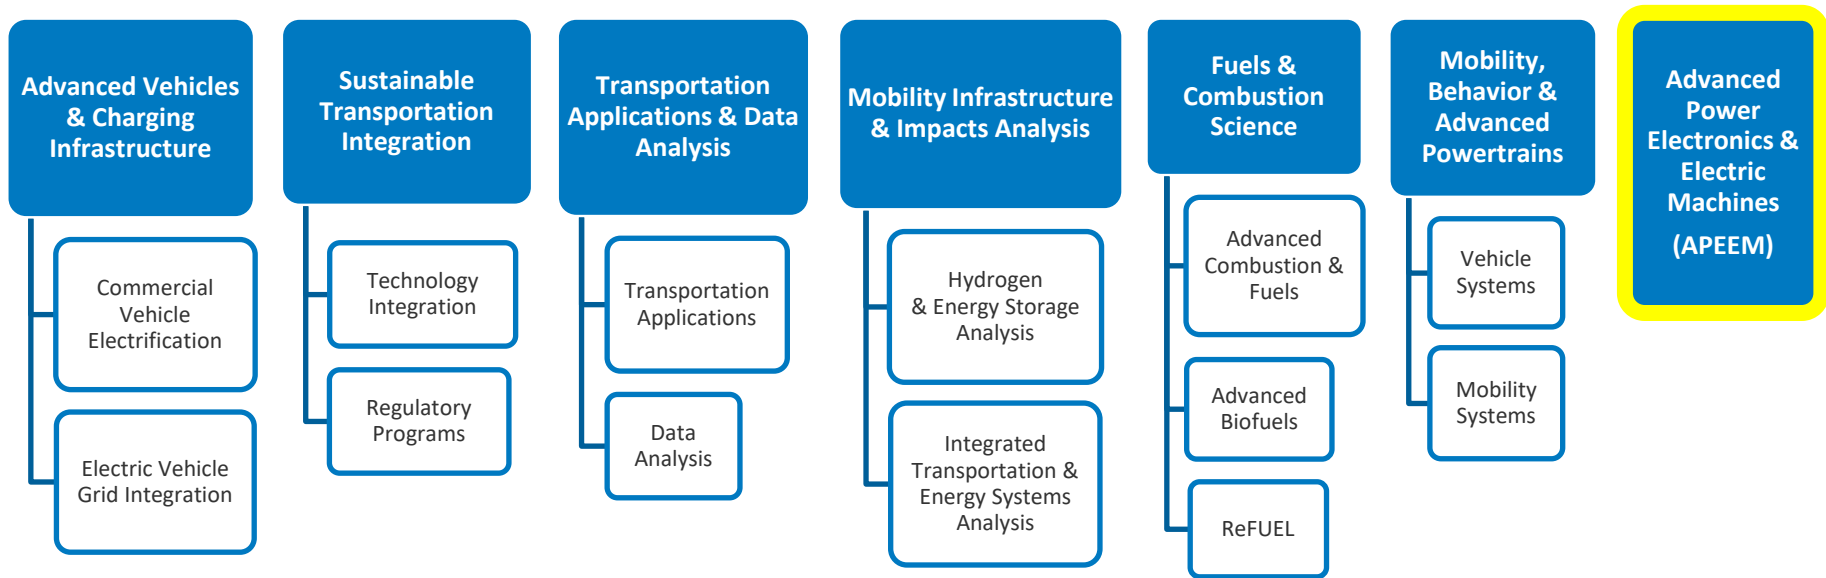 Advanced Vehicles
& Charging
Infrastructure
Commercial
Vehicle
Electrification
Electric Vehicle
Grid Integration
Sustainable
Transportation
Integration
Technology
Integration
Regulatory
Programs
Transportation
Applications & Data
Analysis
Transportation
Applications
Data
Analysis
Mobility Infrastructure
& Impacts Analysis
Hydrogen
& Energy Storage
Analysis
Integrated
Transportation &
Energy Systems
Analysis
Fuels &
Combustion
Science
Advanced
Combustion &
Fuels
Advanced
Biofuels
ReFUEL
Mobility,
Behavior &
Advanced
Powertrains
Vehicle
Systems
Mobility
Systems
Advanced
Power
Electronics &
Electric
Machines
(APEEM)